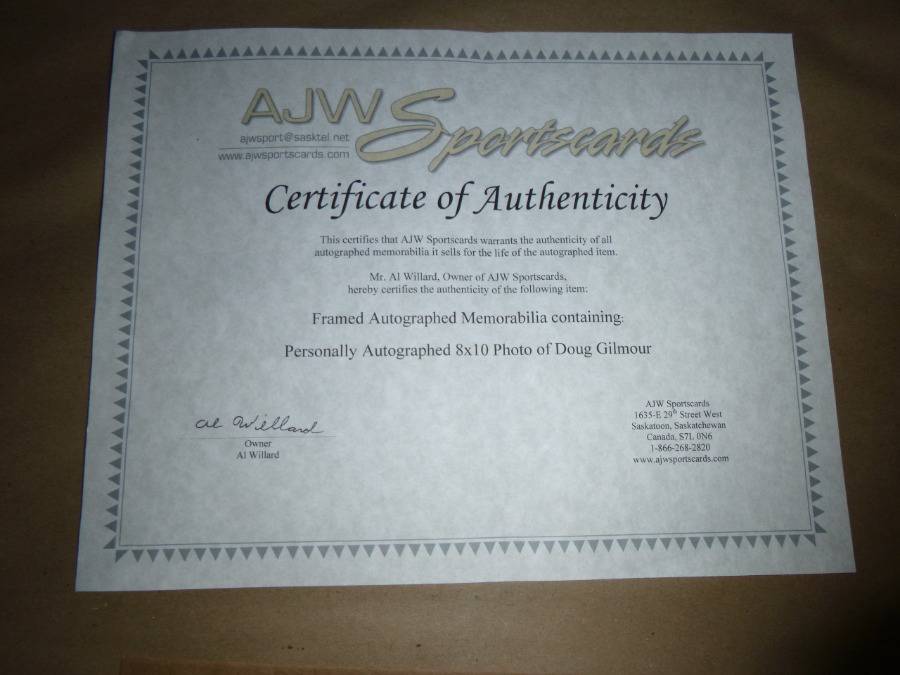 AJW Sportscards
ajwsport@sasktel.net
www.ajwsportscards.com
Certificate of Authenticity
This certifies that AJW Sportscards warrants the authenticity of all
autographed memorabilia it sells for the life of the autographed item.
Mr. Al Willard, Owner of AJW Sportscards,
hereby certifies the authenticity of the following item:
Framed Autographed Memorabilia containing:
Personally Autographed 8x10 Photo of Doug Gilmour
Al Willard
Owner
Al Willard
AJW Sportscards
1635-E 29th Street West
Saskatoon, Saskatchewan
Canada, S7L 0N6
1-866-268-2820
www.ajwsportscards.com